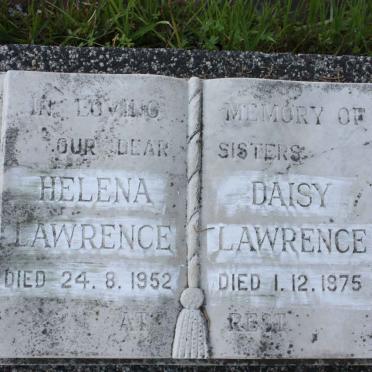 IN LOVING MEMORY OF
OUR DEAR SISTERS
HELENA
LAWRENCE
DIED 24.8.1952
DAISY
LAWRENCE
DIED 1.12.1975
AT REST